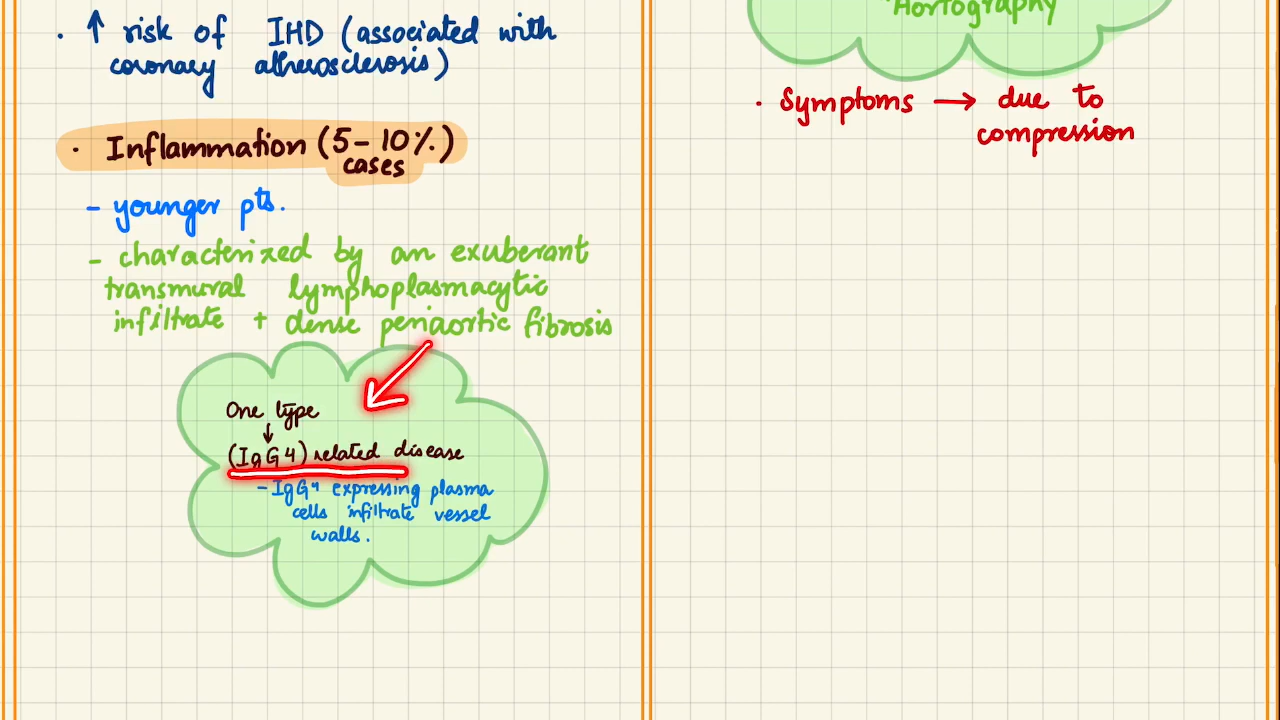 · ↑ risk of IHD (associated with
coronary atherosclerosis)
· Inflammation (5-10%)
cases
- younger pts.
- characterized by an exuberant
transmural lymphoplasmacytic
infiltrate + dense periaortic fibrosis
One type
↓
(IgG4) related disease
- IgG4 expressing plasma
cells infiltrate vessel
walls.
Aortography
· Symptoms → due to
compression